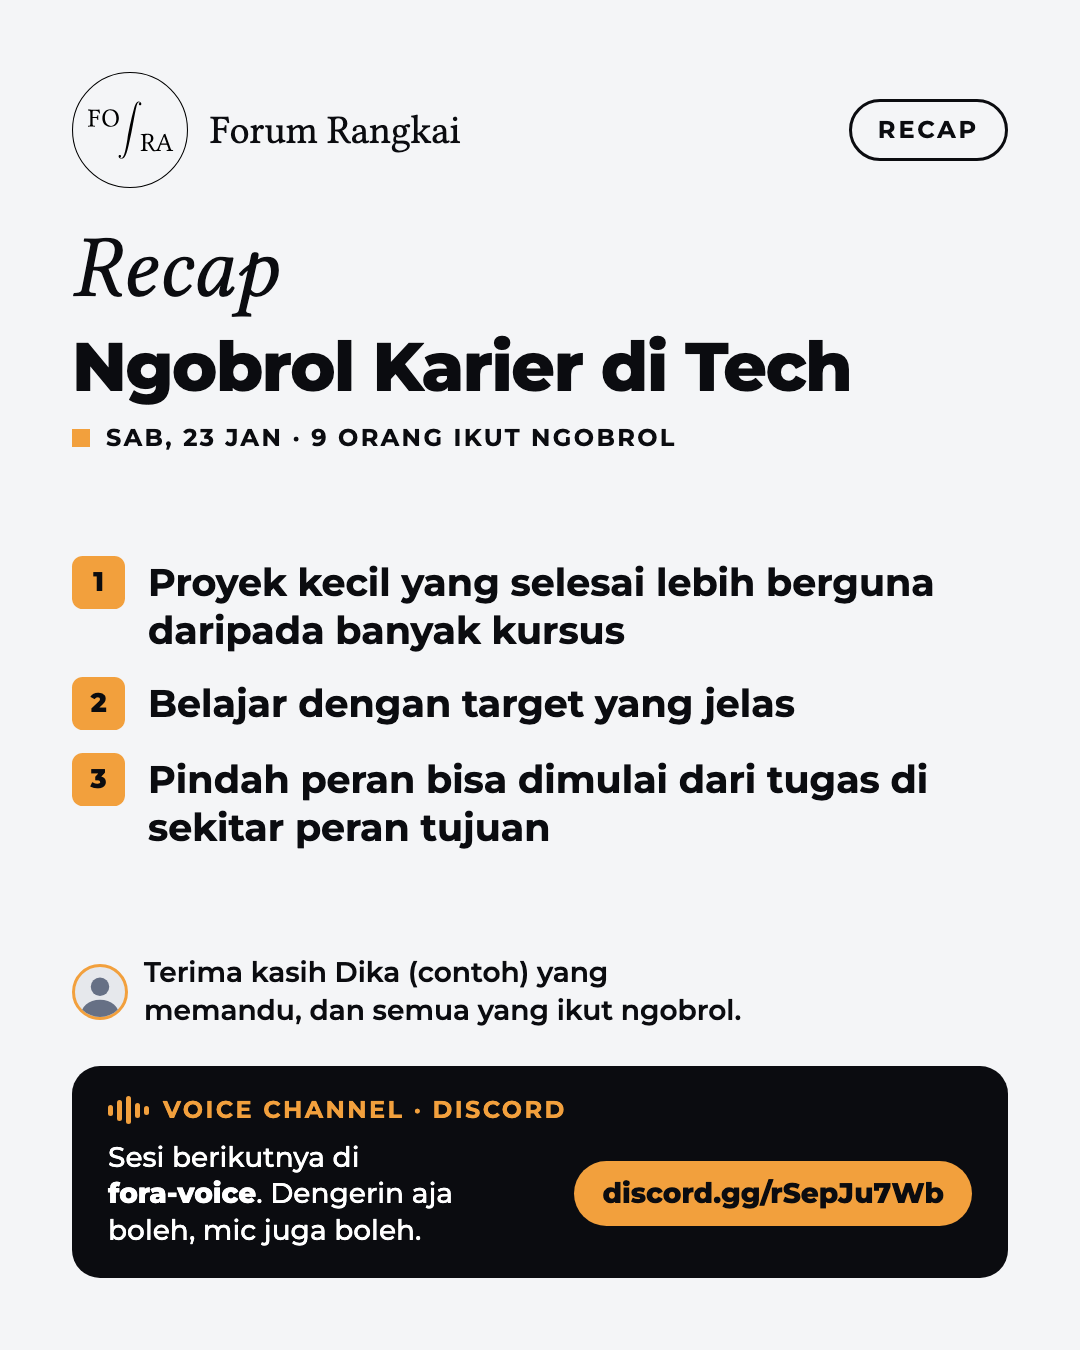 FO
RA
Forum Rangkai
RECAP
Recap
Ngobrol Karier di Tech
SAB, 23 JAN · 9 ORANG IKUT NGOBROL
1
Proyek kecil yang selesai lebih berguna
daripada banyak kursus
2
Belajar dengan target yang jelas
3
Pindah peran bisa dimulai dari tugas di
sekitar peran tujuan
Terima kasih Dika (contoh) yang
memandu, dan semua yang ikut ngobrol.
VOICE CHANNEL · DISCORD
Sesi berikutnya di
fora-voice. Dengerin aja
boleh, mic juga boleh.
discord.gg/rSepJu7Wb